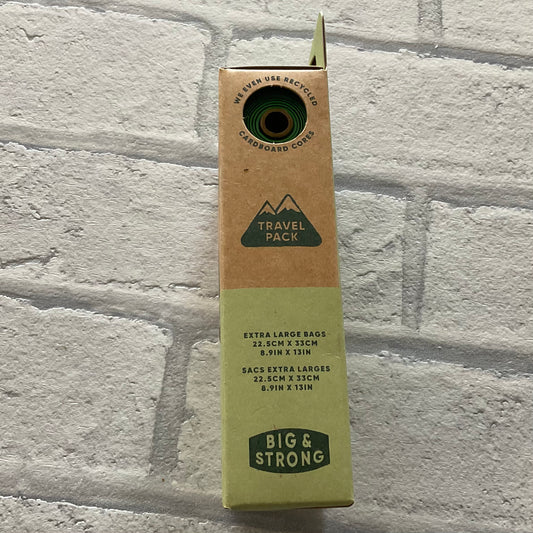 WE EVEN USE RECYCLED
CARDBOARD CORES
TRAVEL
PACK
EXTRA LARGE BAGS
22.5CM X 33CM
8.9IN X 13IN
SACS EXTRA LARGES
22.5CM X 33CM
8.9IN X 13IN
BIG &
STRONG